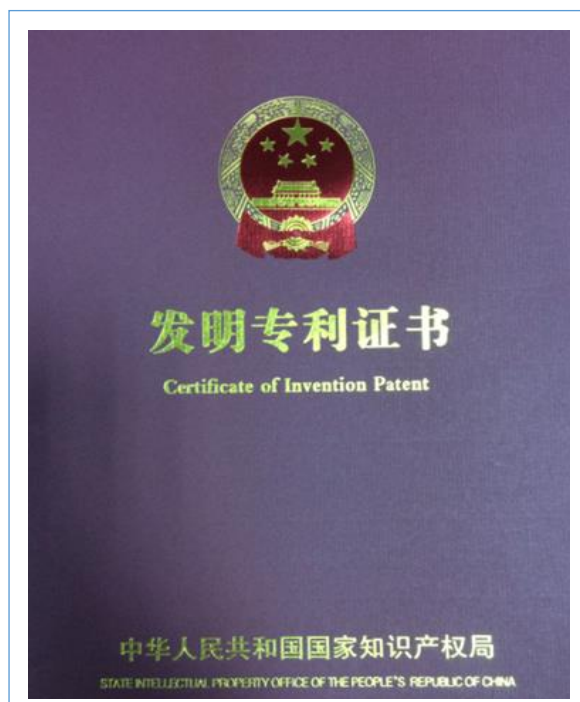 发明专利证书
Certificate of Invention Patent
中华人民共和国国家知识产权局
STATE INTELLECTUAL PROPERTY OFFICE OF THE PEOPLE"S REPUBLIC OF CHINA